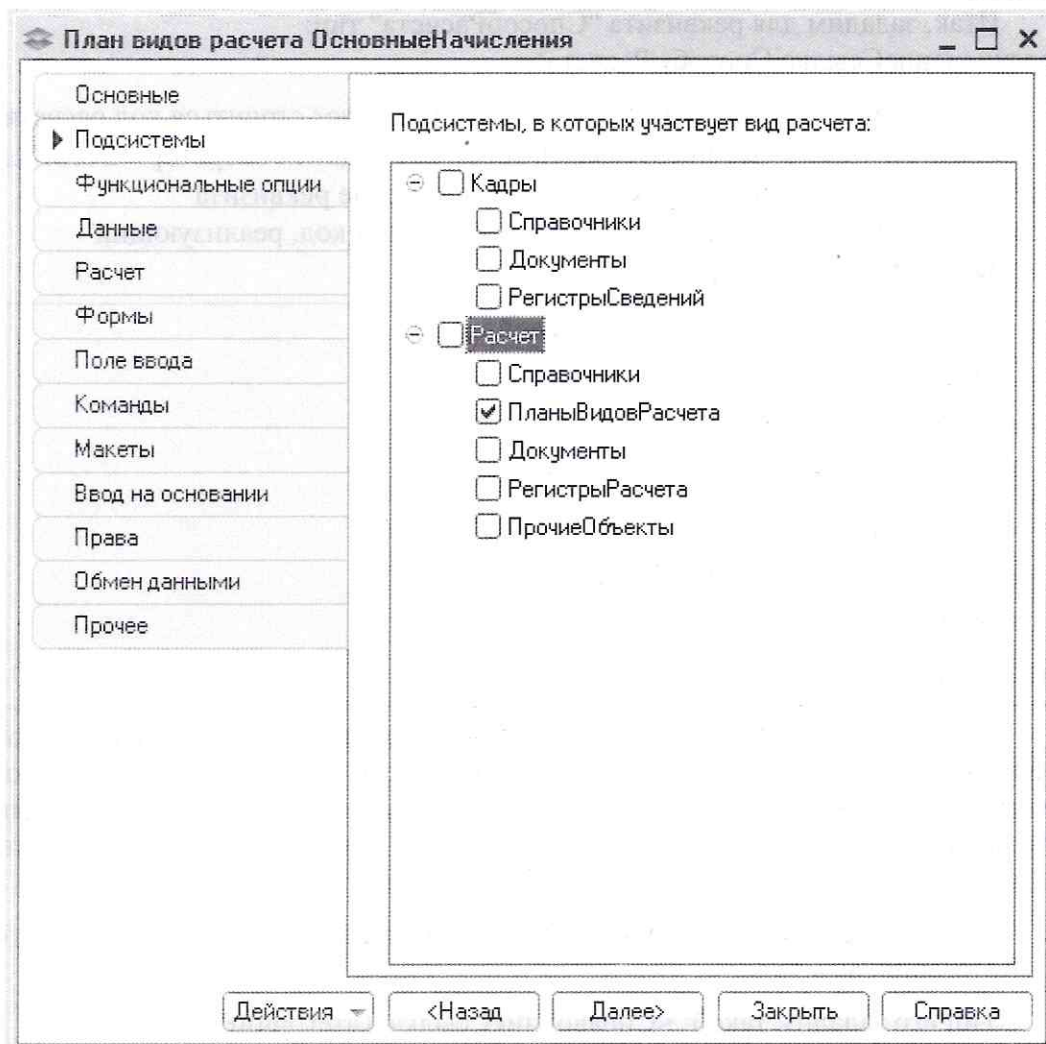 План видов расчета ОсновныеНачисления
Основные
Подсистемы
Функциональные опции
Данные
Расчет
Формы
Поле ввода
Команды
Макеты
Ввод на основании
Права
Обмен данными
Прочее
Подсистемы, в которых участвует вид расчета:
Кадры
Справочники
Документы
РегистрыСведений
Расчет
Справочники
ПланыВидовРасчета
Документы
РегистрыРасчета
ПрочиеОбъекты
Действия
<Назад
Далее>
Закрыть
Справка